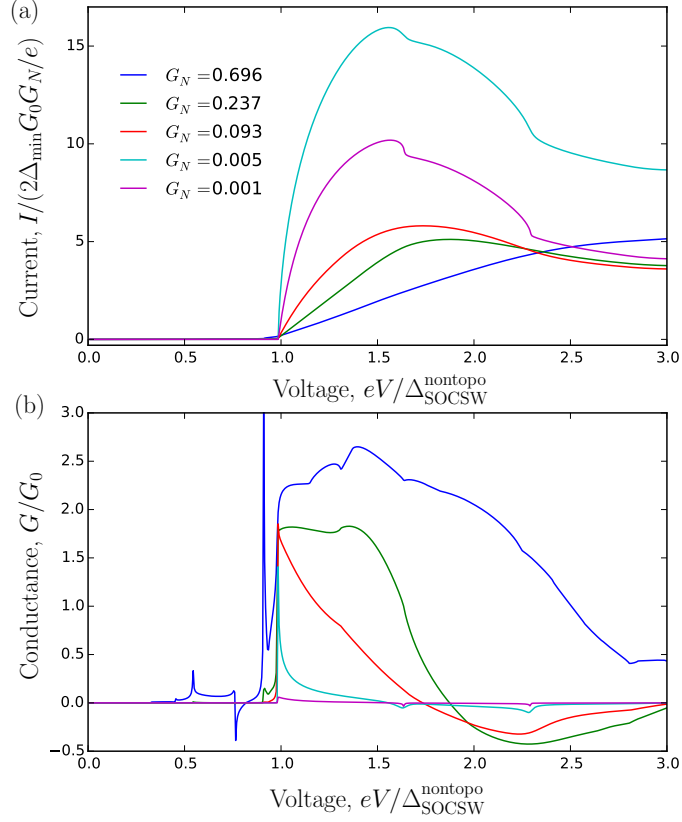 (a)
Current, I/(2Δ_min G_0 G_N/e)
15
10
5
0
G_N = 0.696
G_N = 0.237
G_N = 0.093
G_N = 0.005
G_N = 0.001
0.0 0.5 1.0 1.5 2.0 2.5 3.0
Voltage, eV/Δ^nontopo_SOCSW
(b)
Conductance, G/G_0
3.0
2.5
2.0
1.5
1.0
0.5
0.0
−0.5
0.0 0.5 1.0 1.5 2.0 2.5 3.0
Voltage, eV/Δ^nontopo_SOCSW